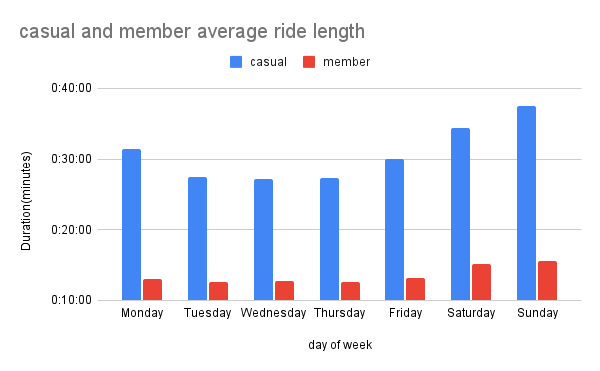 casual and member average ride length
casual member
0:40:00
0:30:00
0:20:00
0:10:00
Duration(minutes)
Monday Tuesday Wednesday Thursday Friday Saturday Sunday
day of week